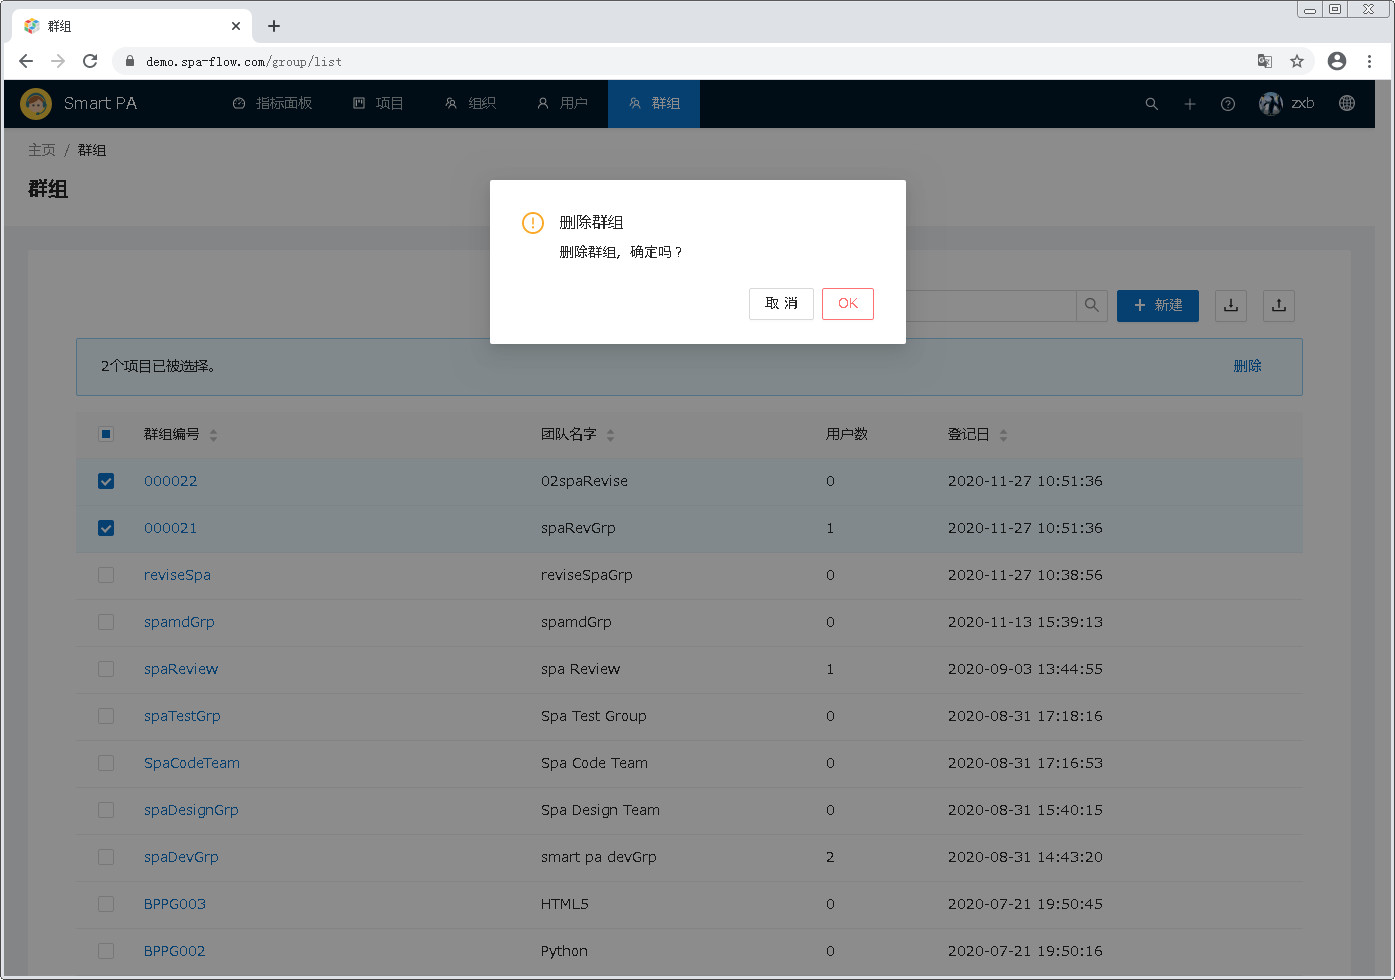 群组
demo.spa-flow.com/group/list
Smart PA 指标面板 项目 组织 用户 群组 zxb
主页 / 群组
群组
删除群组
删除群组，确定吗？
取 消 OK
新建
2个项目已被选择。 删除
群组编号 团队名字 用户数 登记日
000022 02spaRevise 0 2020-11-27 10:51:36
000021 spaRevGrp 1 2020-11-27 10:51:36
reviseSpa reviseSpaGrp 0 2020-11-27 10:38:56
spamdGrp spamdGrp 0 2020-11-13 15:39:13
spaReview spa Review 1 2020-09-03 13:44:55
spaTestGrp Spa Test Group 0 2020-08-31 17:18:16
SpaCodeTeam Spa Code Team 0 2020-08-31 17:16:53
spaDesignGrp Spa Design Team 0 2020-08-31 15:40:15
spaDevGrp smart pa devGrp 2 2020-08-31 14:43:20
BPPG003 HTML5 0 2020-07-21 19:50:45
BPPG002 Python 0 2020-07-21 19:50:16